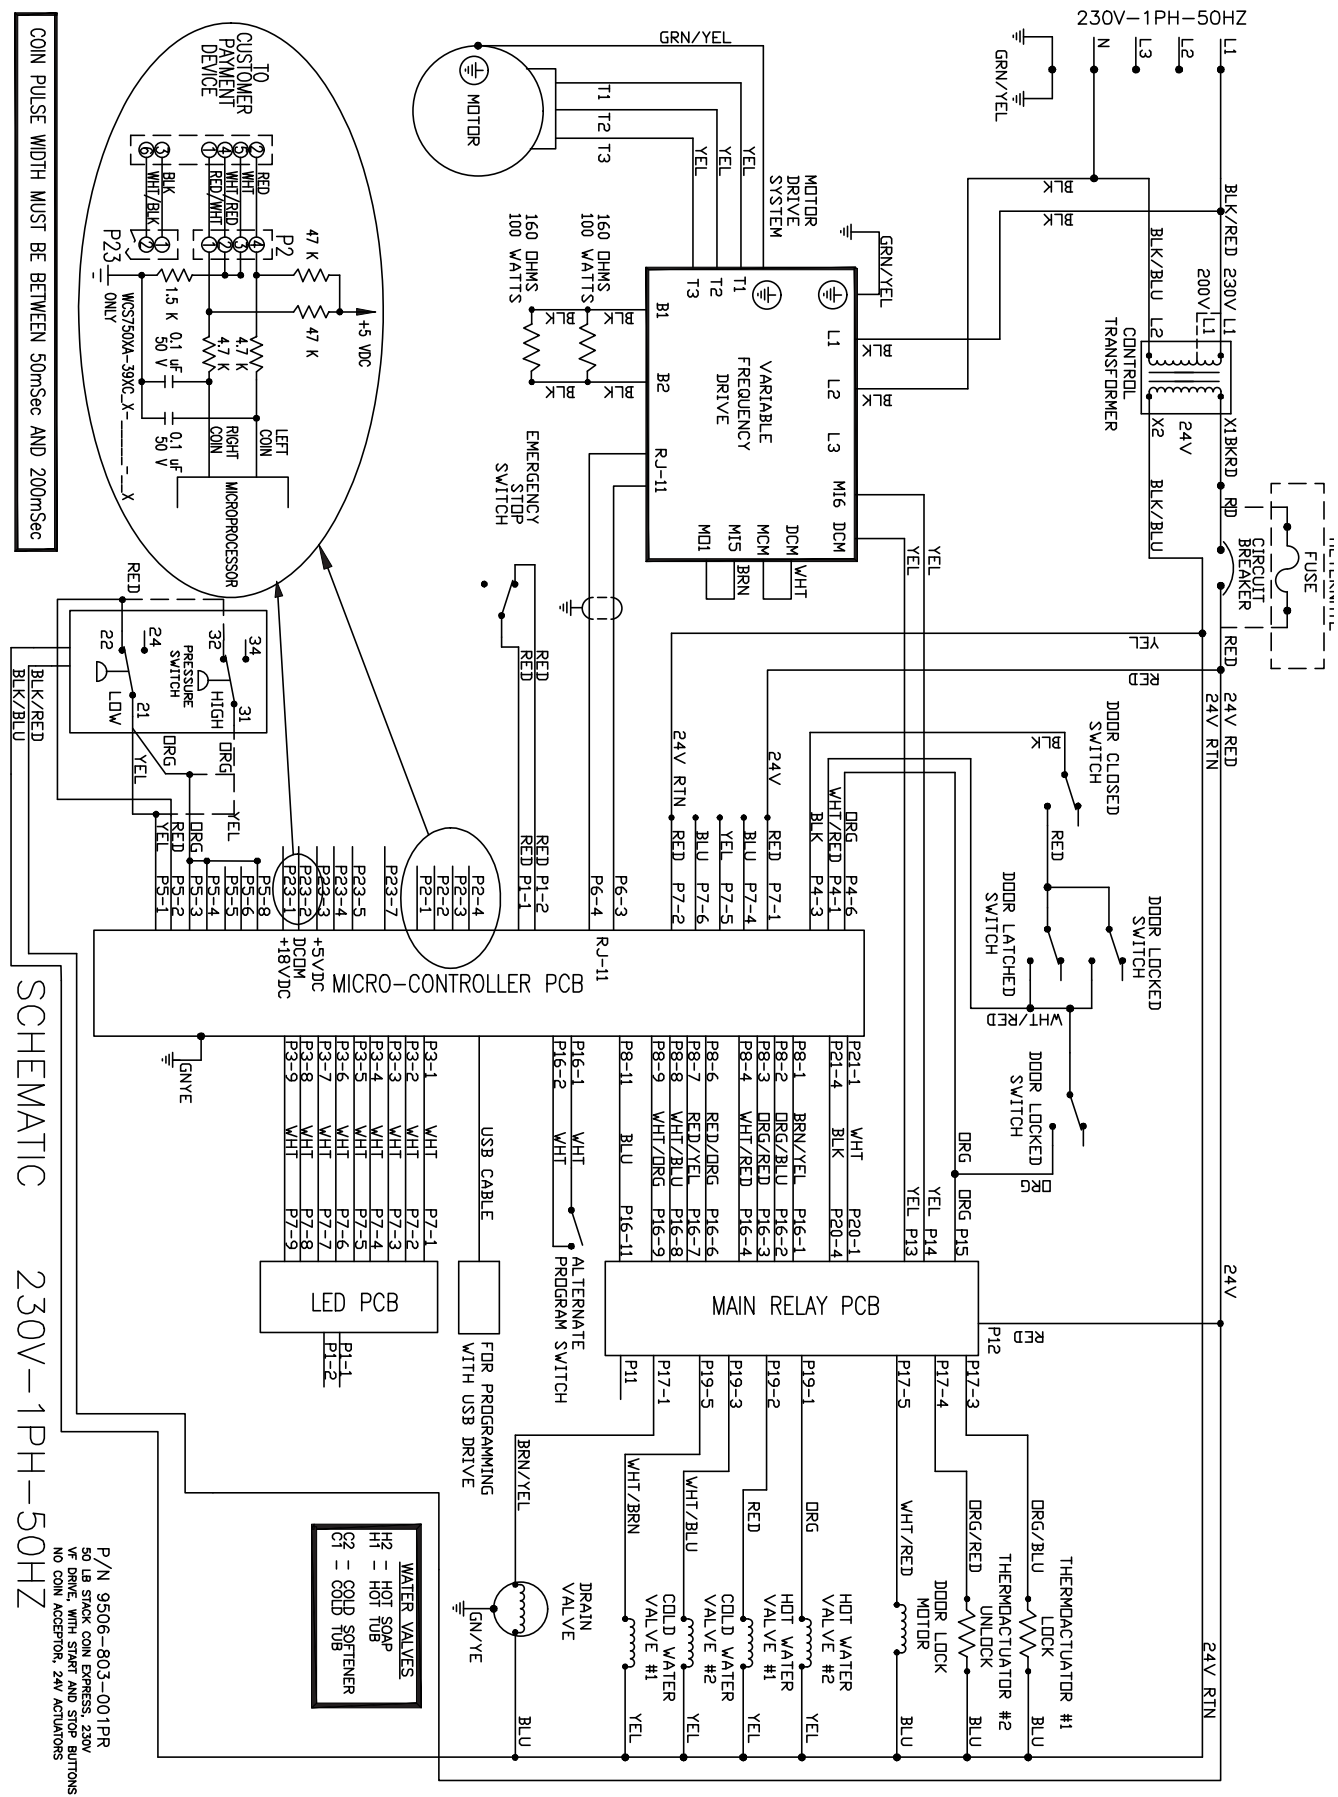 230V-1PH-50HZ
L1
L2
L3
N
GRN/YEL
GRN/YEL
MOTOR
T1
T2
T3
YEL
YEL
YEL
MOTOR
DRIVE
SYSTEM
GRN/YEL
BLK
BLK
BLK
BLK
BLK/RED
230V
L1
200V
L1
BLK/BLU
L2
CONTROL
TRANSFORMER
X2
24V
X1
BKRD
BLK/BLU
RD
CIRCUIT
BREAKER
FUSE
RED
YEL
RED
24V RED
24V RTN
160 OHMS
100 WATTS
160 OHMS
100 WATTS
BLK
BLK
BLK
BLK
B1
B2
T3
T2
T1
L1
L2
L3
VARIABLE
FREQUENCY
DRIVE
RJ-11
MI6
DCM
MO1
MI5
MCM
DCM
BRN
WHT
YEL
YEL
EMERGENCY
STOP
SWITCH
RED
RED
RED P1-1
RED P1-2
TO
CUSTOMER
PAYMENT
DEVICE
6
3
1
4
5
2
WHT/BLK
BLK
RED/WHT
WHT/RED
WHT
RED
2
1
1
2
3
4
P23
P2
47 K
47 K
+5 VDC
1.5 K
4.7 K
4.7 K
0.1 uF
50 V
0.1 uF
50 V
WCS750XA-39XC_X-_____-__X
ONLY
LEFT
COIN
RIGHT
COIN
MICROPROCESSOR
COIN PULSE WIDTH MUST BE BETWEEN 50mSec AND 200mSec
RED
22
24
32
34
PRESSURE
SWITCH
LOW
HIGH
21
31
ORG
ORG
YEL
YEL
BLK/RED
BLK/BLU
YEL P5-1
RED P5-2
ORG P5-3
P5-4
P5-5
P5-6
P5-8
P23-1
P23-2
P23-3
P23-4
P23-5
P23-7
P2-1
P2-2
P2-3
P2-4
P6-4
P6-3
24V RTN
24V
RED P7-2
BLU P7-6
YEL P7-5
BLU P7-4
RED P7-1
BLK P4-3
WHT/RED P4-1
ORG P4-6
BLK
DOOR CLOSED
SWITCH
RED
DOOR LATCHED
SWITCH
DOOR LOCKED
SWITCH
WHT/RED
DOOR LOCKED
SWITCH
ORG
ORG
+18VDC
DCOM
+5VDC
RJ-11
MICRO-CONTROLLER PCB
GNYE
P3-9 WHT P7-9
P3-8 WHT P7-8
P3-7 WHT P7-7
P3-6 WHT P7-6
P3-5 WHT P7-5
P3-4 WHT P7-4
P3-3 WHT P7-3
P3-2 WHT P7-2
P3-1 WHT P7-1
LED PCB
P1-1
P1-2
USB CABLE
FOR PROGRAMMING
WITH USB DRIVE
P16-2 WHT
P16-1 WHT
ALTERNATE
PROGRAM SWITCH
P8-11 BLU P16-11
P8-9 WHT/ORG P16-9
P8-8 WHT/BLU P16-8
P8-7 RED/YEL P16-7
P8-6 RED/ORG P16-6
P8-4 WHT/RED P16-4
P8-3 ORG/RED P16-3
P8-2 ORG/BLU P16-2
P8-1 BRN/YEL P16-1
P21-4 BLK P20-4
P21-1 WHT P20-1
YEL P13
YEL P14
ORG P15
MAIN RELAY PCB
P12
RED
24V
P11
P17-1
P19-5
P19-3
P19-2
P19-1
P17-5
P17-4
P17-3
BRN/YEL
WHT/BRN
WHT/BLU
RED
ORG
WHT/RED
ORG/RED
ORG/BLU
DRAIN
VALVE
GN/YE
COLD WATER
VALVE #1
COLD WATER
VALVE #2
HOT WATER
VALVE #1
HOT WATER
VALVE #2
DOOR LOCK
MOTOR
THERMOACTUATOR #2
UNLOCK
THERMOACTUATOR #1
LOCK
BLU
YEL
YEL
YEL
YEL
BLU
BLU
BLU
24V RTN
WATER VALVES
H2 - HOT SOAP
H1 - HOT TUB
C2 - COLD SOFTENER
C1 - COLD TUB
SCHEMATIC 230V-1PH-50HZ
P/N 9506-803-001PR
50 LB STACK COIN EXPRESS, 230V
VF DRIVE, WITH START AND STOP BUTTONS
NO COIN ACCEPTOR, 24V ACTUATORS